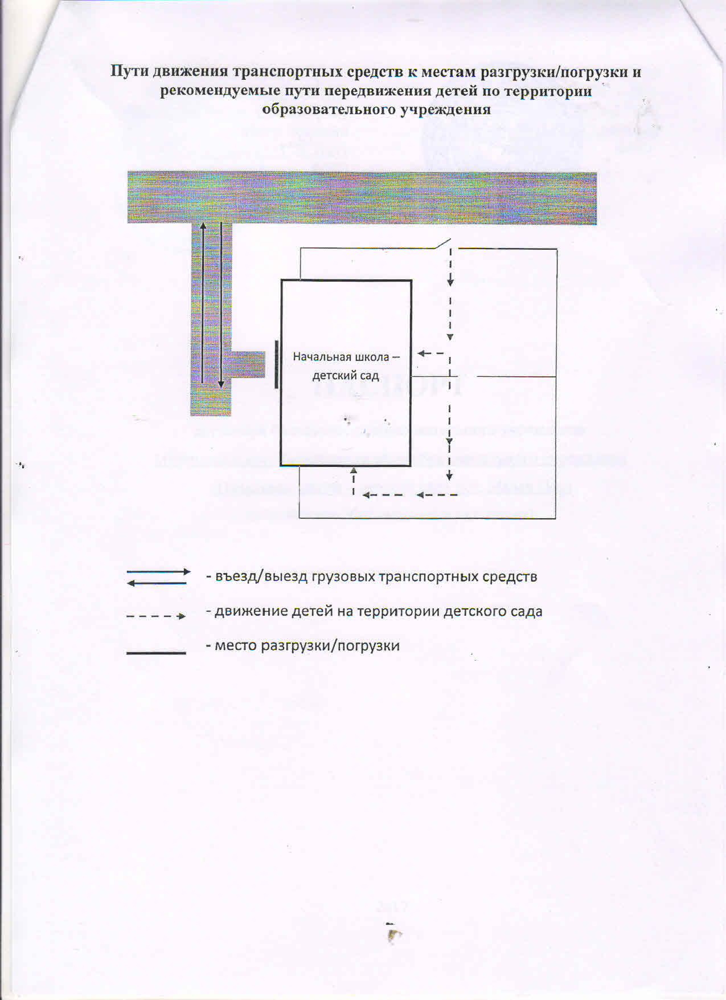 Пути движения транспортных средств к местам разгрузки/погрузки и
рекомендуемые пути передвижения детей по территории
образовательного учреждения
Начальная школа –
детский сад
- въезд/выезд грузовых транспортных средств
- движение детей на территории детского сада
- место разгрузки/погрузки